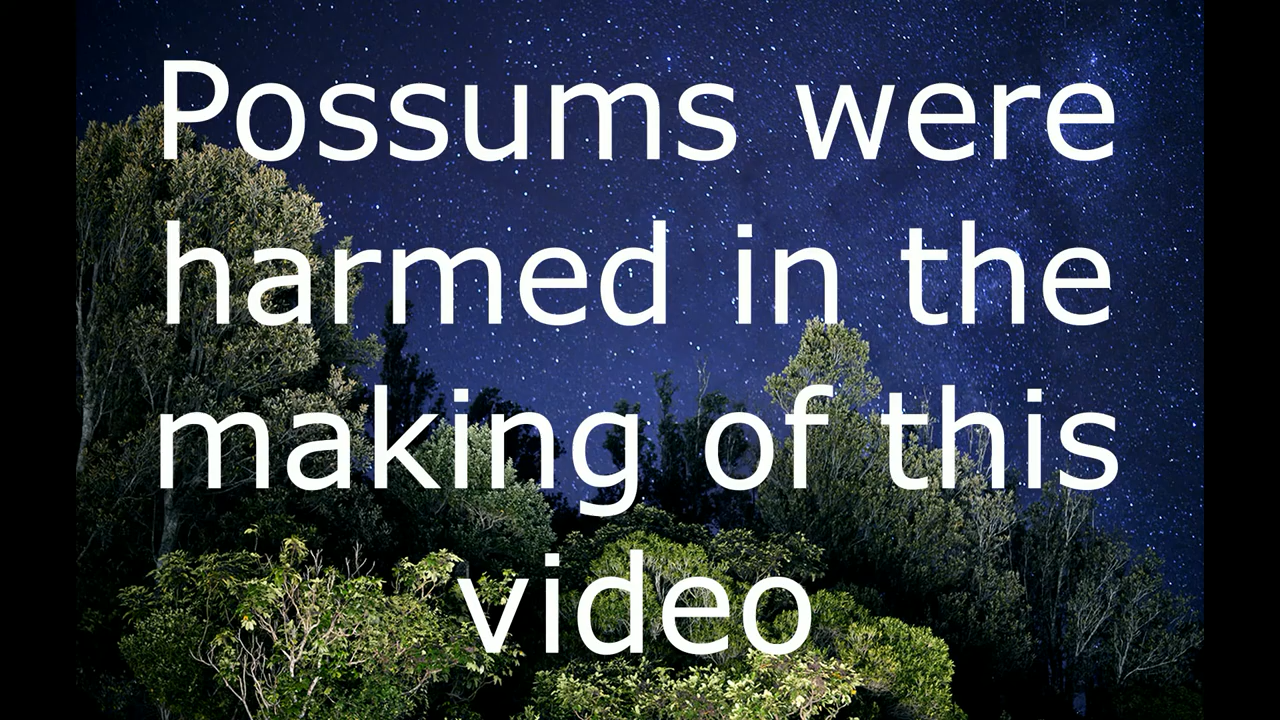 Possums were
harmed in the
making of this
video